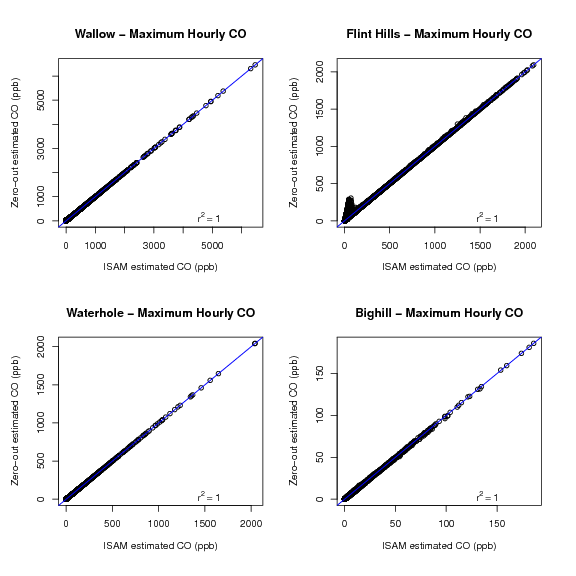 Wallow − Maximum Hourly CO
Zero−out estimated CO (ppb)
0 1000 3000 5000
r² = 1
0 1000 3000 5000
ISAM estimated CO (ppb)
Flint Hills − Maximum Hourly CO
Zero−out estimated CO (ppb)
0 500 1000 1500 2000
r² = 1
0 500 1000 1500 2000
ISAM estimated CO (ppb)
Waterhole − Maximum Hourly CO
Zero−out estimated CO (ppb)
0 500 1000 1500 2000
r² = 1
0 500 1000 1500 2000
ISAM estimated CO (ppb)
Bighill − Maximum Hourly CO
Zero−out estimated CO (ppb)
0 50 100 150
r² = 1
0 50 100 150
ISAM estimated CO (ppb)